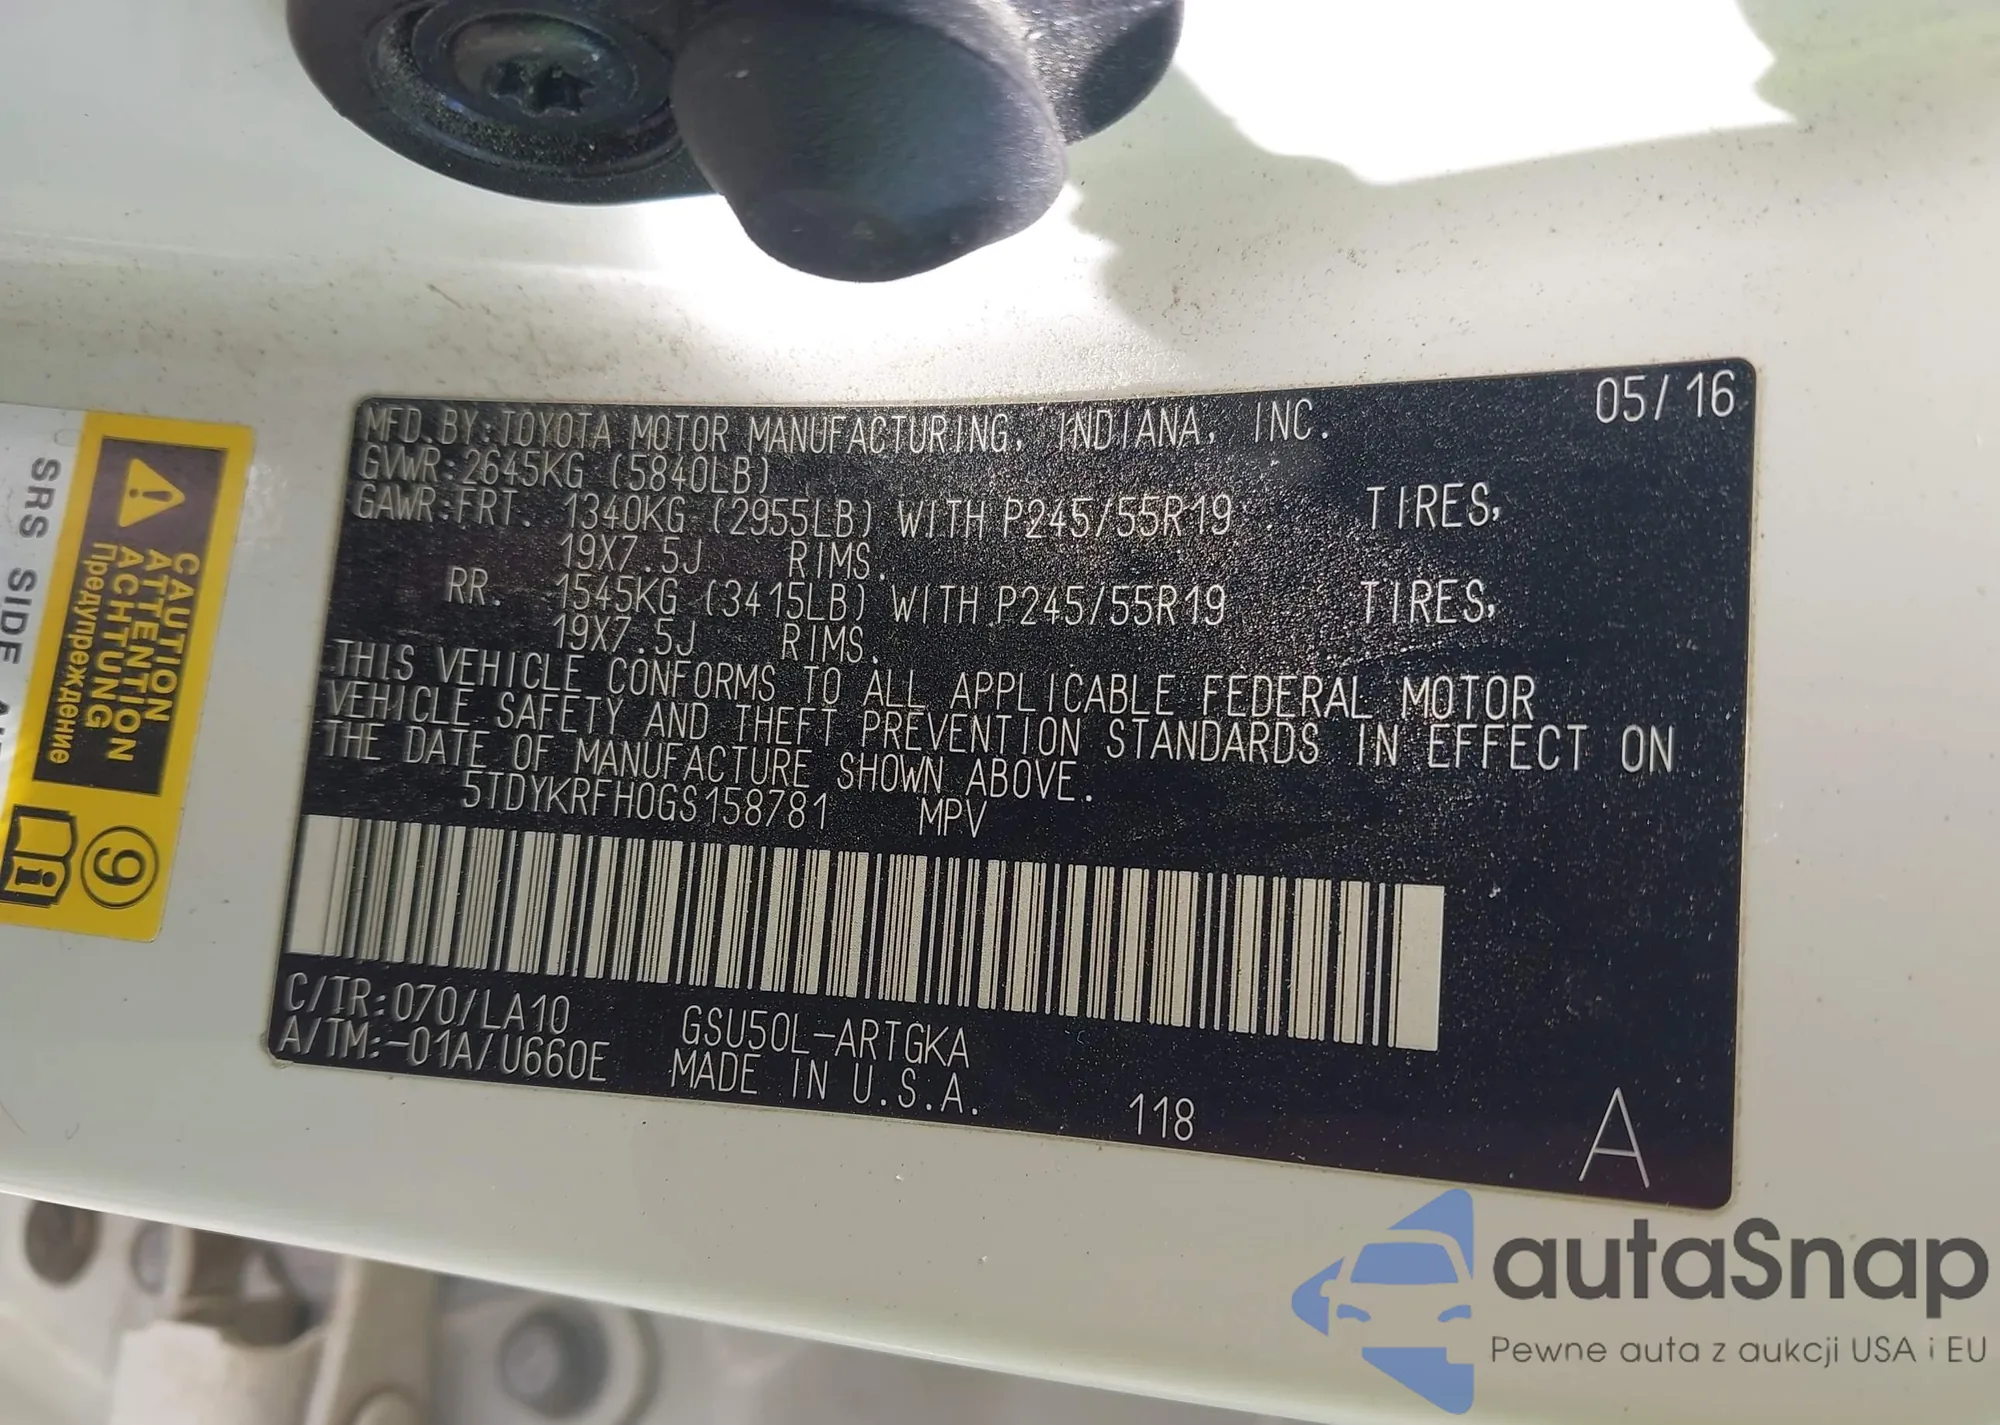 MFD.BY:TOYOTA MOTOR MANUFACTURING, INDIANA, INC. 05/16
GVWR:2645KG (5840LB)
GAWR:FRT. 1340KG (2955LB) WITH P245/55R19 TIRES,
19X7.5J RIMS.
RR. 1545KG (3415LB) WITH P245/55R19 TIRES,
19X7.5J RIMS.
THIS VEHICLE CONFORMS TO ALL APPLICABLE FEDERAL MOTOR
VEHICLE SAFETY AND THEFT PREVENTION STANDARDS IN EFFECT ON
THE DATE OF MANUFACTURE SHOWN ABOVE.
5TDYKRFH0GS158781 MPV
C/TR:070/LA10 GSU50L-ARTGKA
A/TM:-01A/U660E MADE IN U.S.A.
118
A
CAUTION
ATTENTION
ACHTUNG
Предупреждение
9
i
SRS SIDE
autaSnap
Pewne auta z aukcji USA i EU